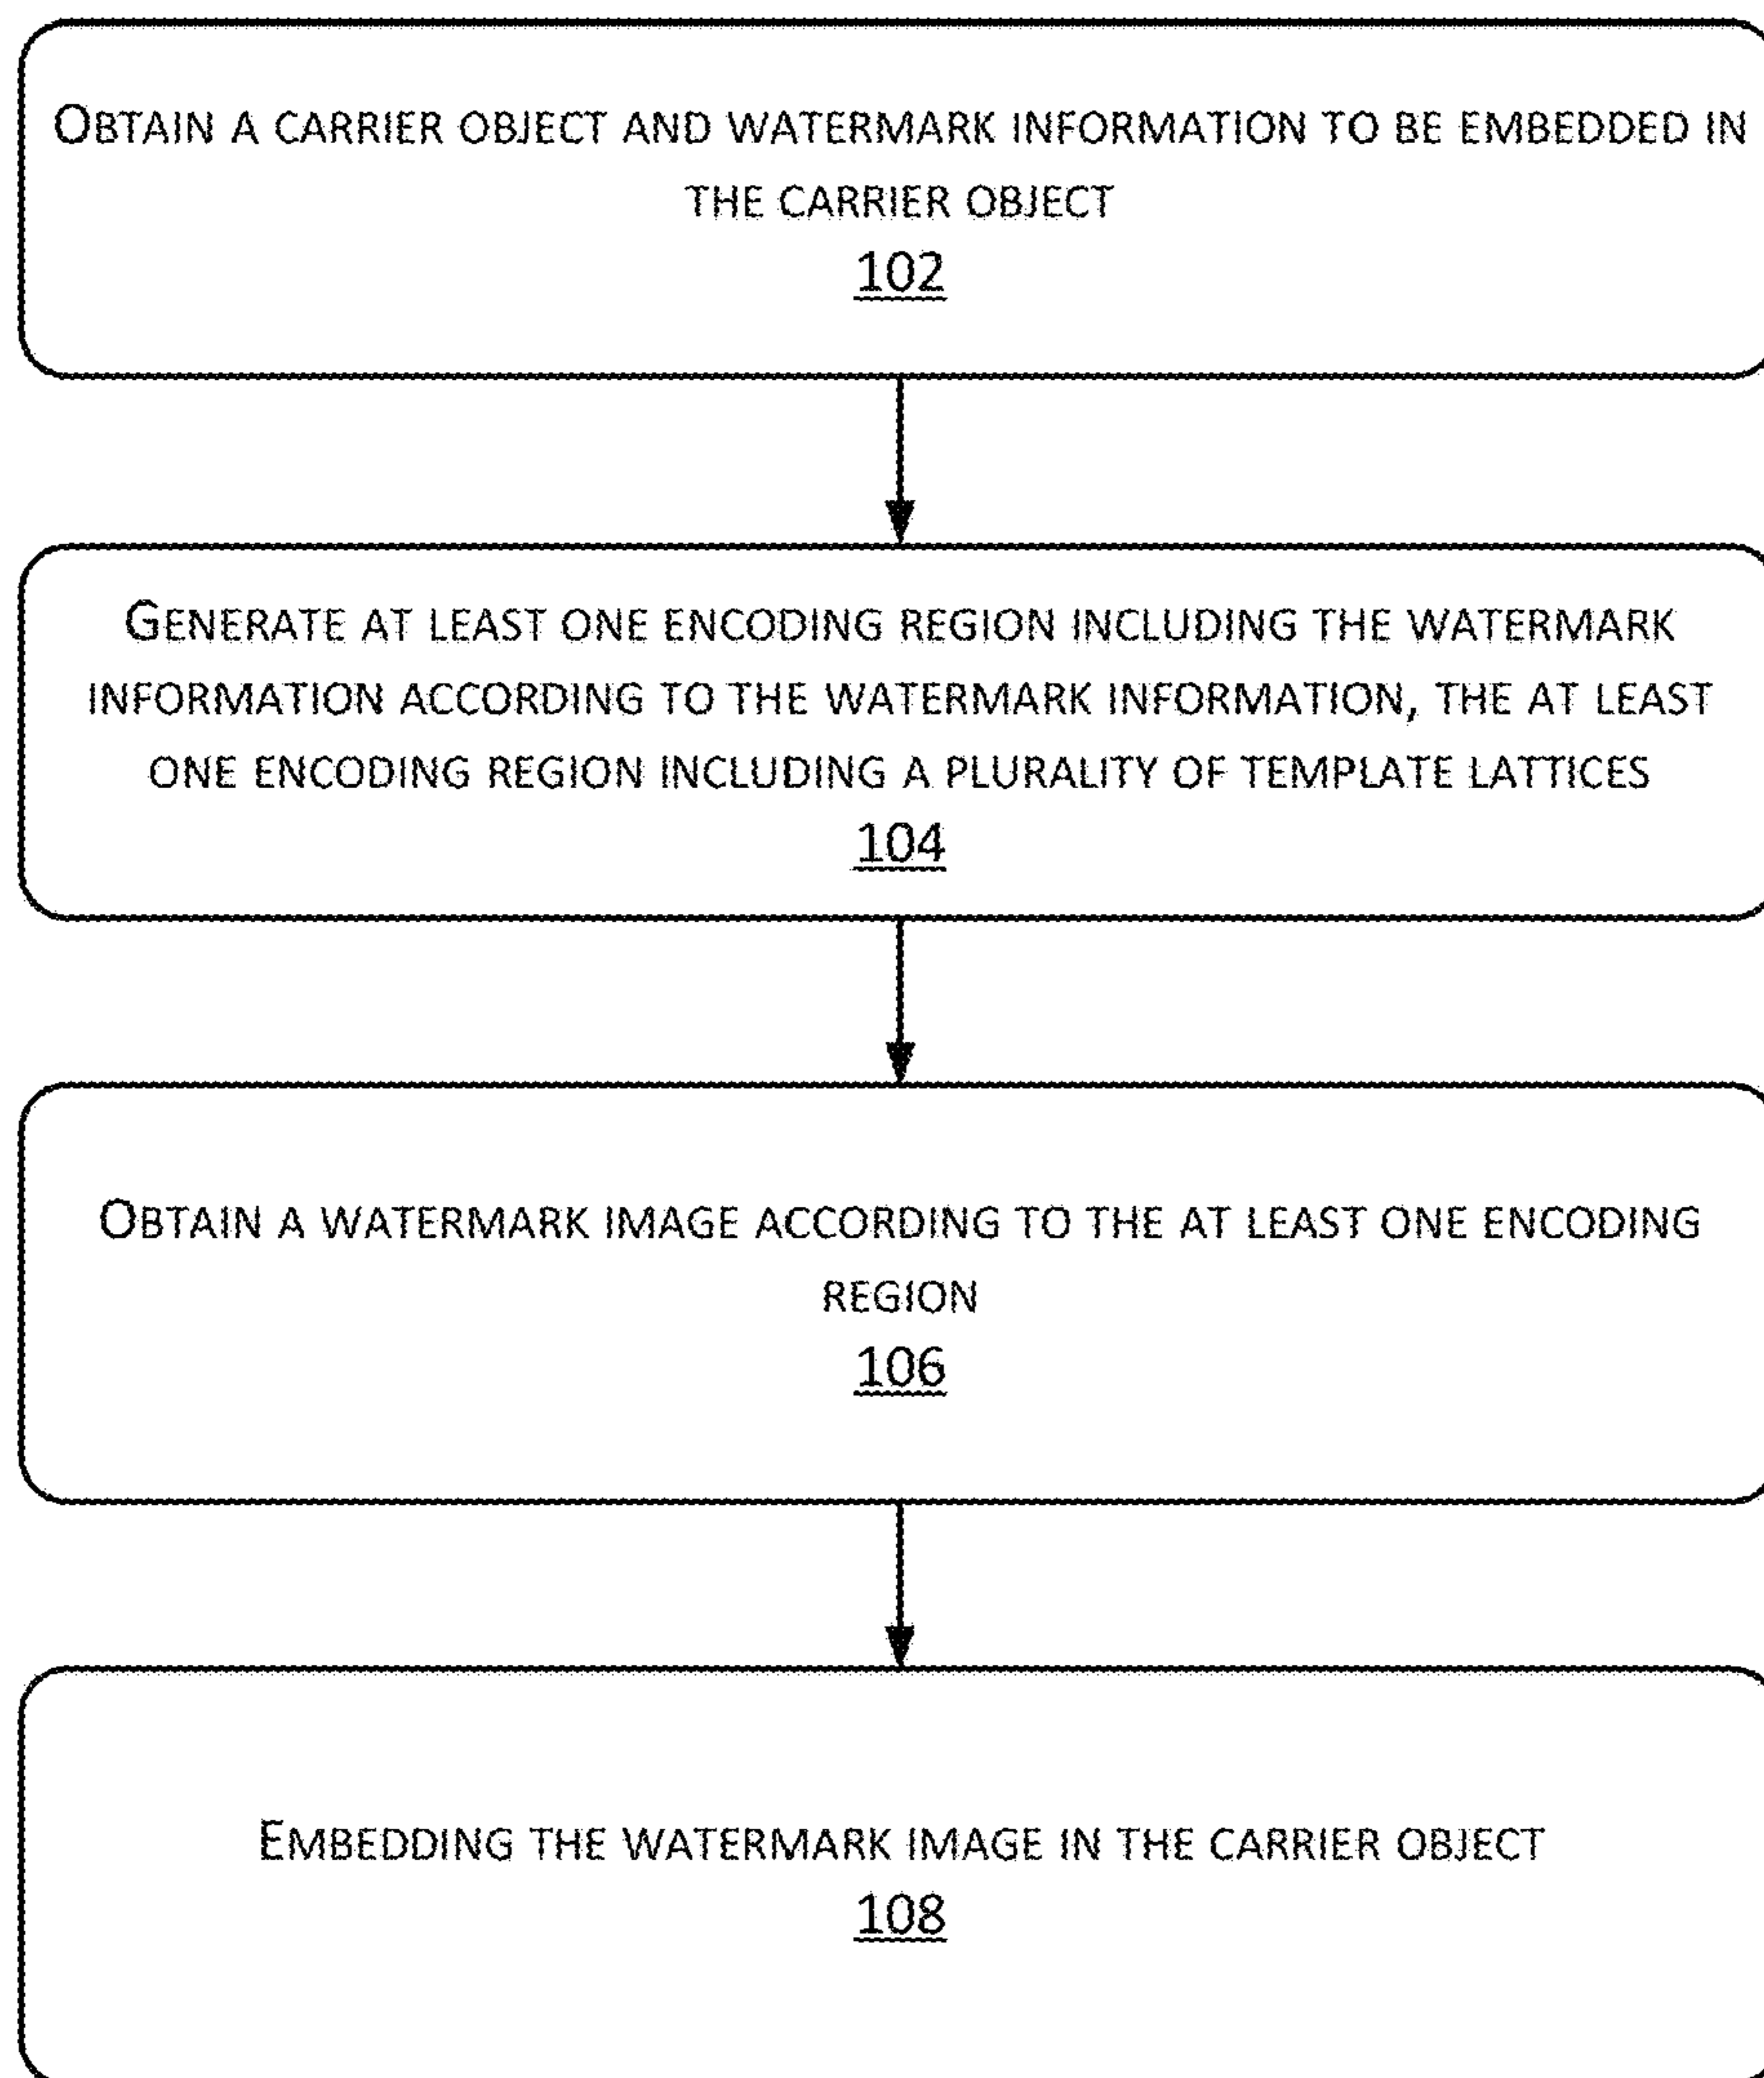 OBTAIN A CARRIER OBJECT AND WATERMARK INFORMATION TO BE EMBEDDED IN
THE CARRIER OBJECT
102
GENERATE AT LEAST ONE ENCODING REGION INCLUDING THE WATERMARK
INFORMATION ACCORDING TO THE WATERMARK INFORMATION, THE AT LEAST
ONE ENCODING REGION INCLUDING A PLURALITY OF TEMPLATE LATTICES
104
OBTAIN A WATERMARK IMAGE ACCORDING TO THE AT LEAST ONE ENCODING
REGION
106
EMBEDDING THE WATERMARK IMAGE IN THE CARRIER OBJECT
108